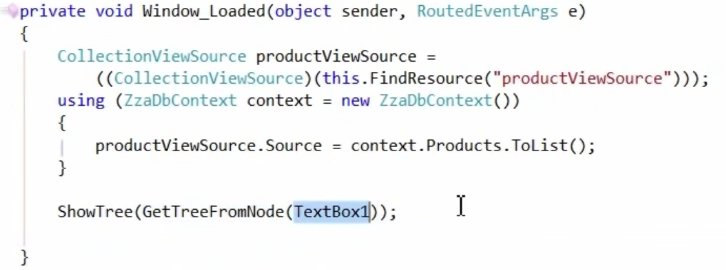 private void Window_Loaded(object sender, RoutedEventArgs e)
{
CollectionViewSource productViewSource =
((CollectionViewSource)(this.FindResource("productViewSource")));
using (ZzaDbContext context = new ZzaDbContext())
{
productViewSource.Source = context.Products.ToList();
}
ShowTree(GetTreeFromNode(TextBox1));
}